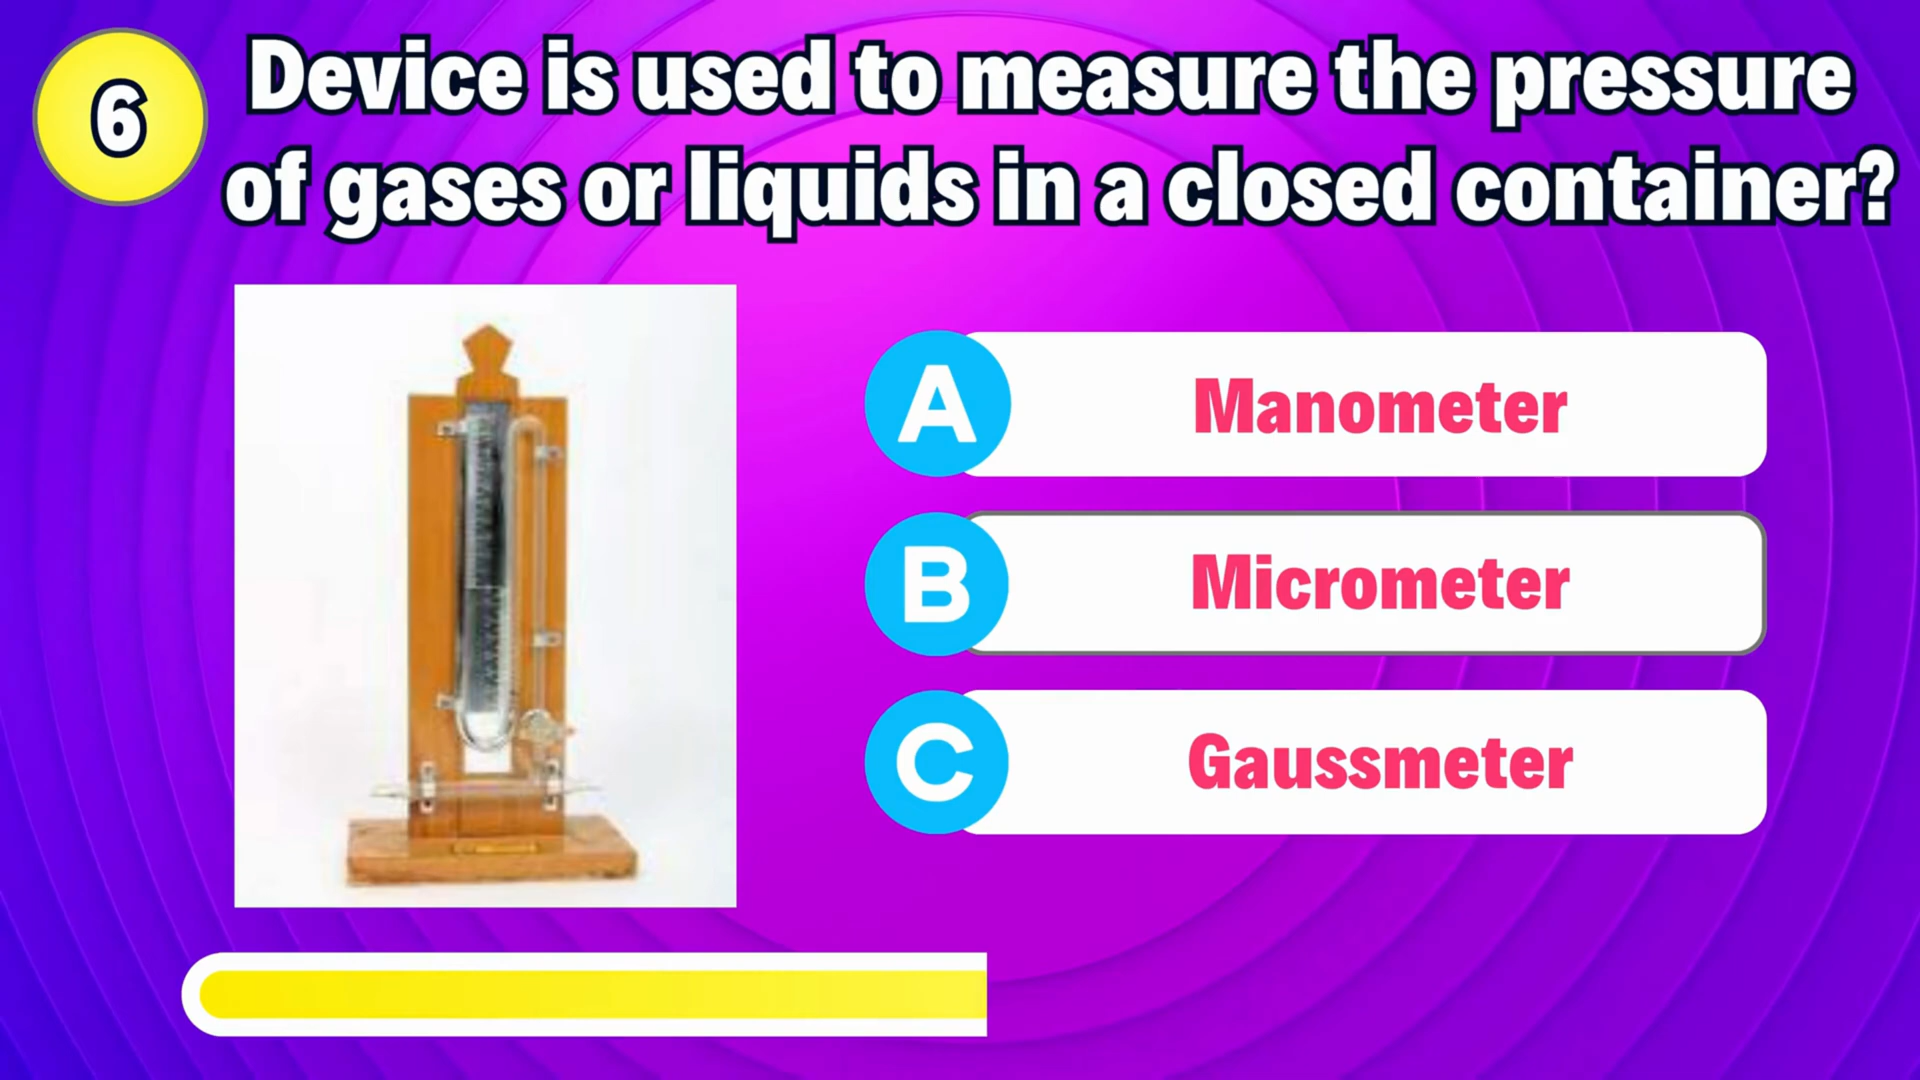 6
Device is used to measure the pressure
of gases or liquids in a closed container?
A Manometer
B Micrometer
C Gaussmeter